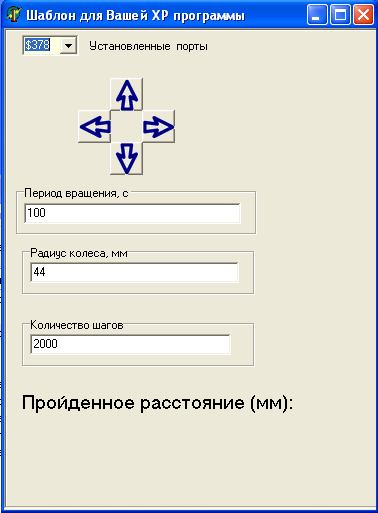 Шаблон для Вашей XP программы
$378 Установленные порты
Период вращения, с
100
Радиус колеса, мм
44
Количество шагов
2000
Пройденное расстояние (мм):